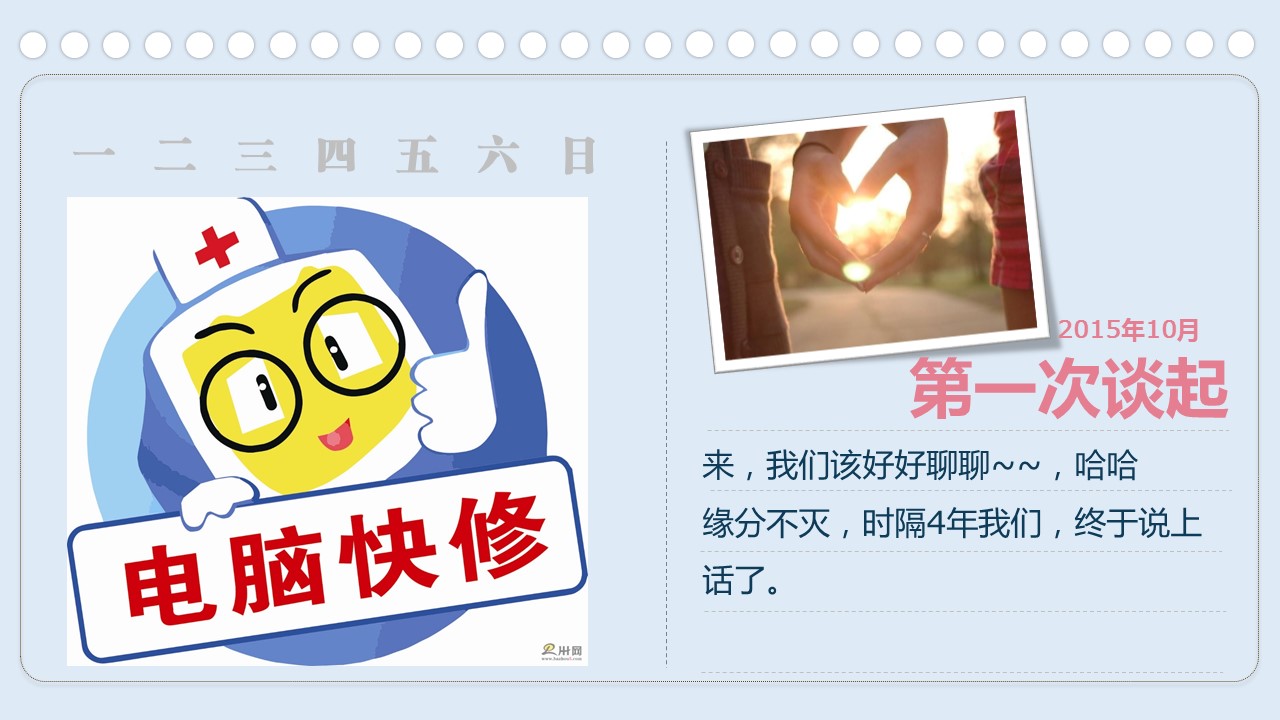 一 二 三 四 五 六 日
电脑快修
2015年10月
第一次谈起
来，我们该好好聊聊~~，哈哈
缘分不灭，时隔4年我们，终于说上
话了。